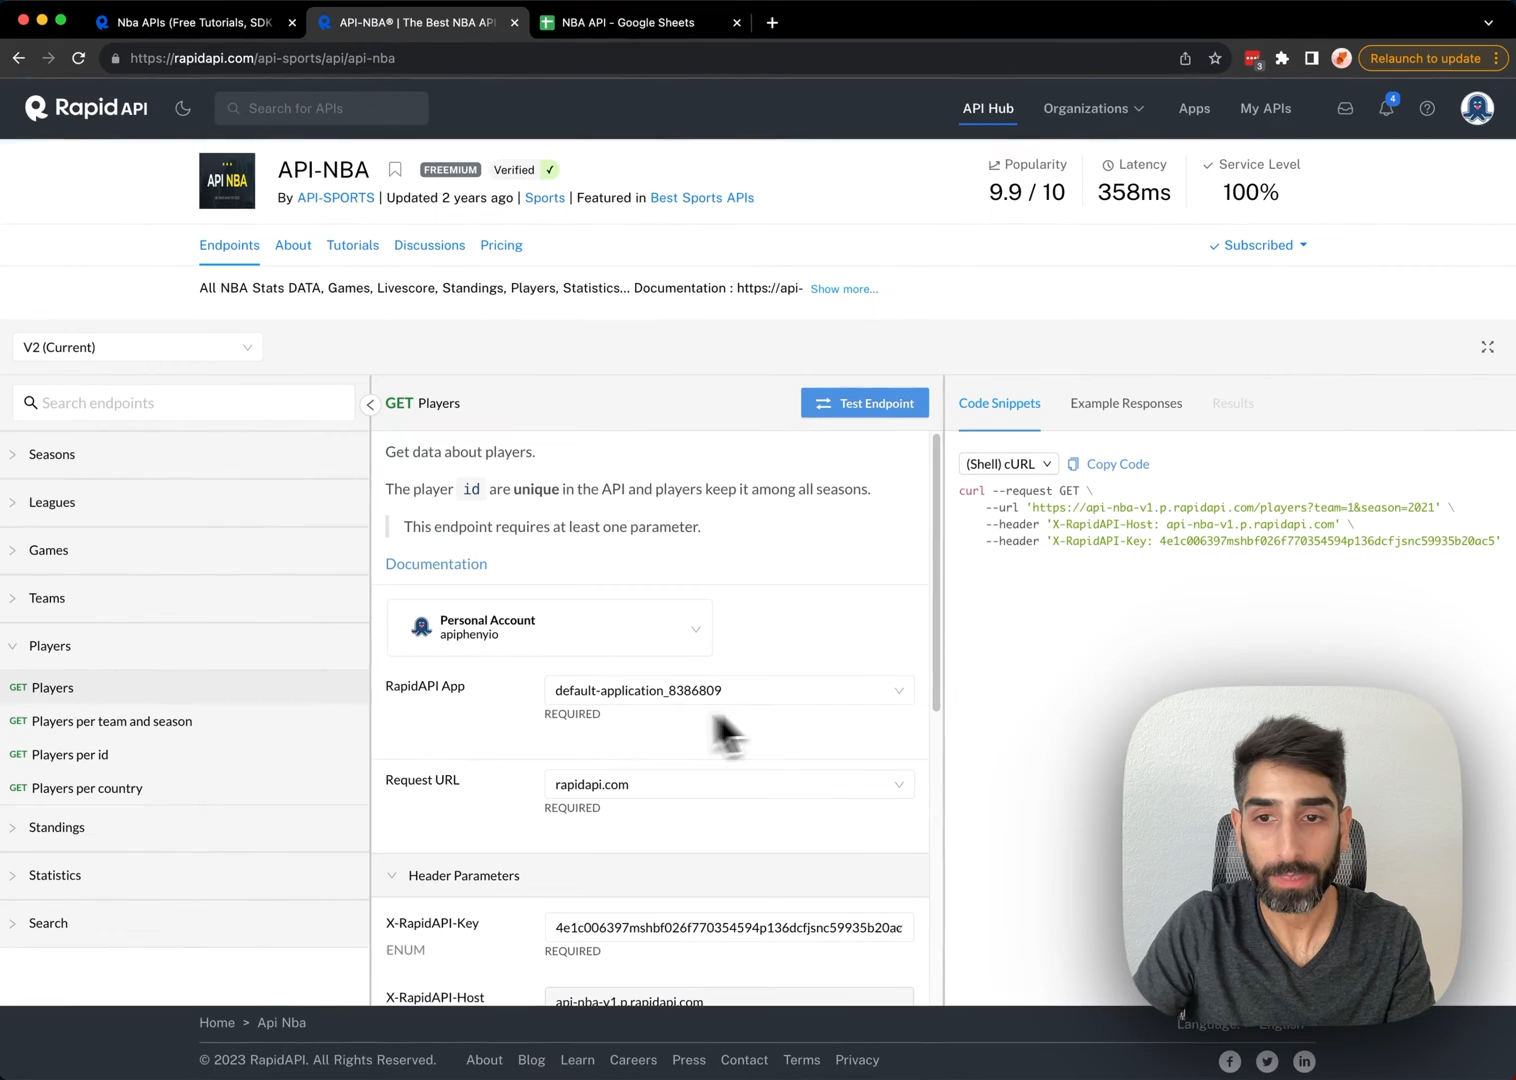 Nba APIs (Free Tutorials, SDK
API-NBA® | The Best NBA API
NBA API - Google Sheets
https://rapidapi.com/api-sports/api/api-nba
3
Relaunch to update
Rapid API
Search for APIs
API Hub
Organizations
Apps
My APIs
4
API NBA
API-NBA
FREEMIUM
Verified ✓
By API-SPORTS | Updated 2 years ago | Sports | Featured in Best Sports APIs
Popularity
9.9 / 10
Latency
358ms
Service Level
100%
Endpoints
About
Tutorials
Discussions
Pricing
Subscribed
All NBA Stats DATA, Games, Livescore, Standings, Players, Statistics... Documentation : https://api- Show more...
V2 (Current)
Search endpoints
Seasons
Leagues
Games
Teams
Players
GET Players
GET Players per team and season
GET Players per id
GET Players per country
Standings
Statistics
Search
GET Players
Test Endpoint
Get data about players.
The player id are unique in the API and players keep it among all seasons.
This endpoint requires at least one parameter.
Documentation
Personal Account
apiphenyio
RapidAPI App
default-application_8386809
REQUIRED
Request URL
rapidapi.com
REQUIRED
Header Parameters
X-RapidAPI-Key
ENUM
4e1c006397mshbf026f770354594p136dcfjsnc59935b20ac
REQUIRED
X-RapidAPI-Host
api-nba-v1.p.rapidapi.com
Code Snippets
Example Responses
Results
(Shell) cURL
Copy Code
curl --request GET \
--url 'https://api-nba-v1.p.rapidapi.com/players?team=1&season=2021' \
--header 'X-RapidAPI-Host: api-nba-v1.p.rapidapi.com' \
--header 'X-RapidAPI-Key: 4e1c006397mshbf026f770354594p136dcfjsnc59935b20ac5'
Home > Api Nba
Language: English
© 2023 RapidAPI. All Rights Reserved.
About
Blog
Learn
Careers
Press
Contact
Terms
Privacy